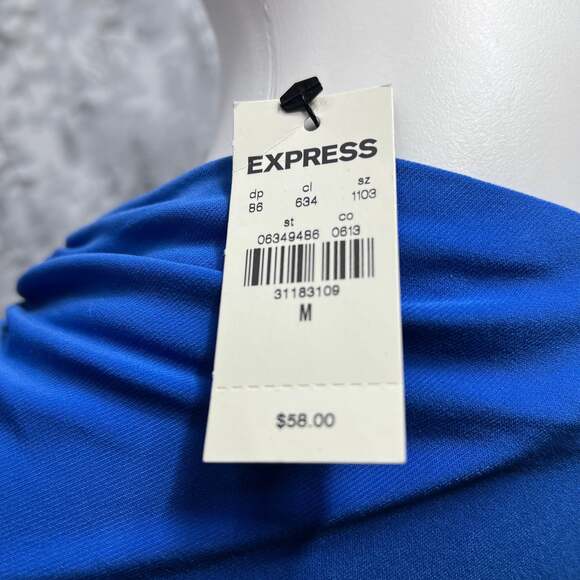 EXPRESS
dp cl sz
86 634 1103
st co
06349486 0613
31183109
M
$58.00